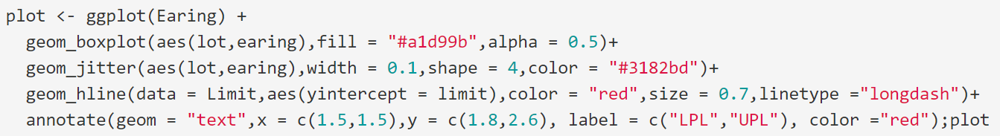 plot <- ggplot(Earing) +
  geom_boxplot(aes(lot,earing),fill = "#a1d99b",alpha = 0.5)+
  geom_jitter(aes(lot,earing),width = 0.1,shape = 4,color = "#3182bd")+
  geom_hline(data = Limit,aes(yintercept = limit),color = "red",size = 0.7,linetype ="longdash")+
  annotate(geom = "text",x = c(1.5,1.5),y = c(1.8,2.6), label = c("LPL","UPL"), color ="red");plot